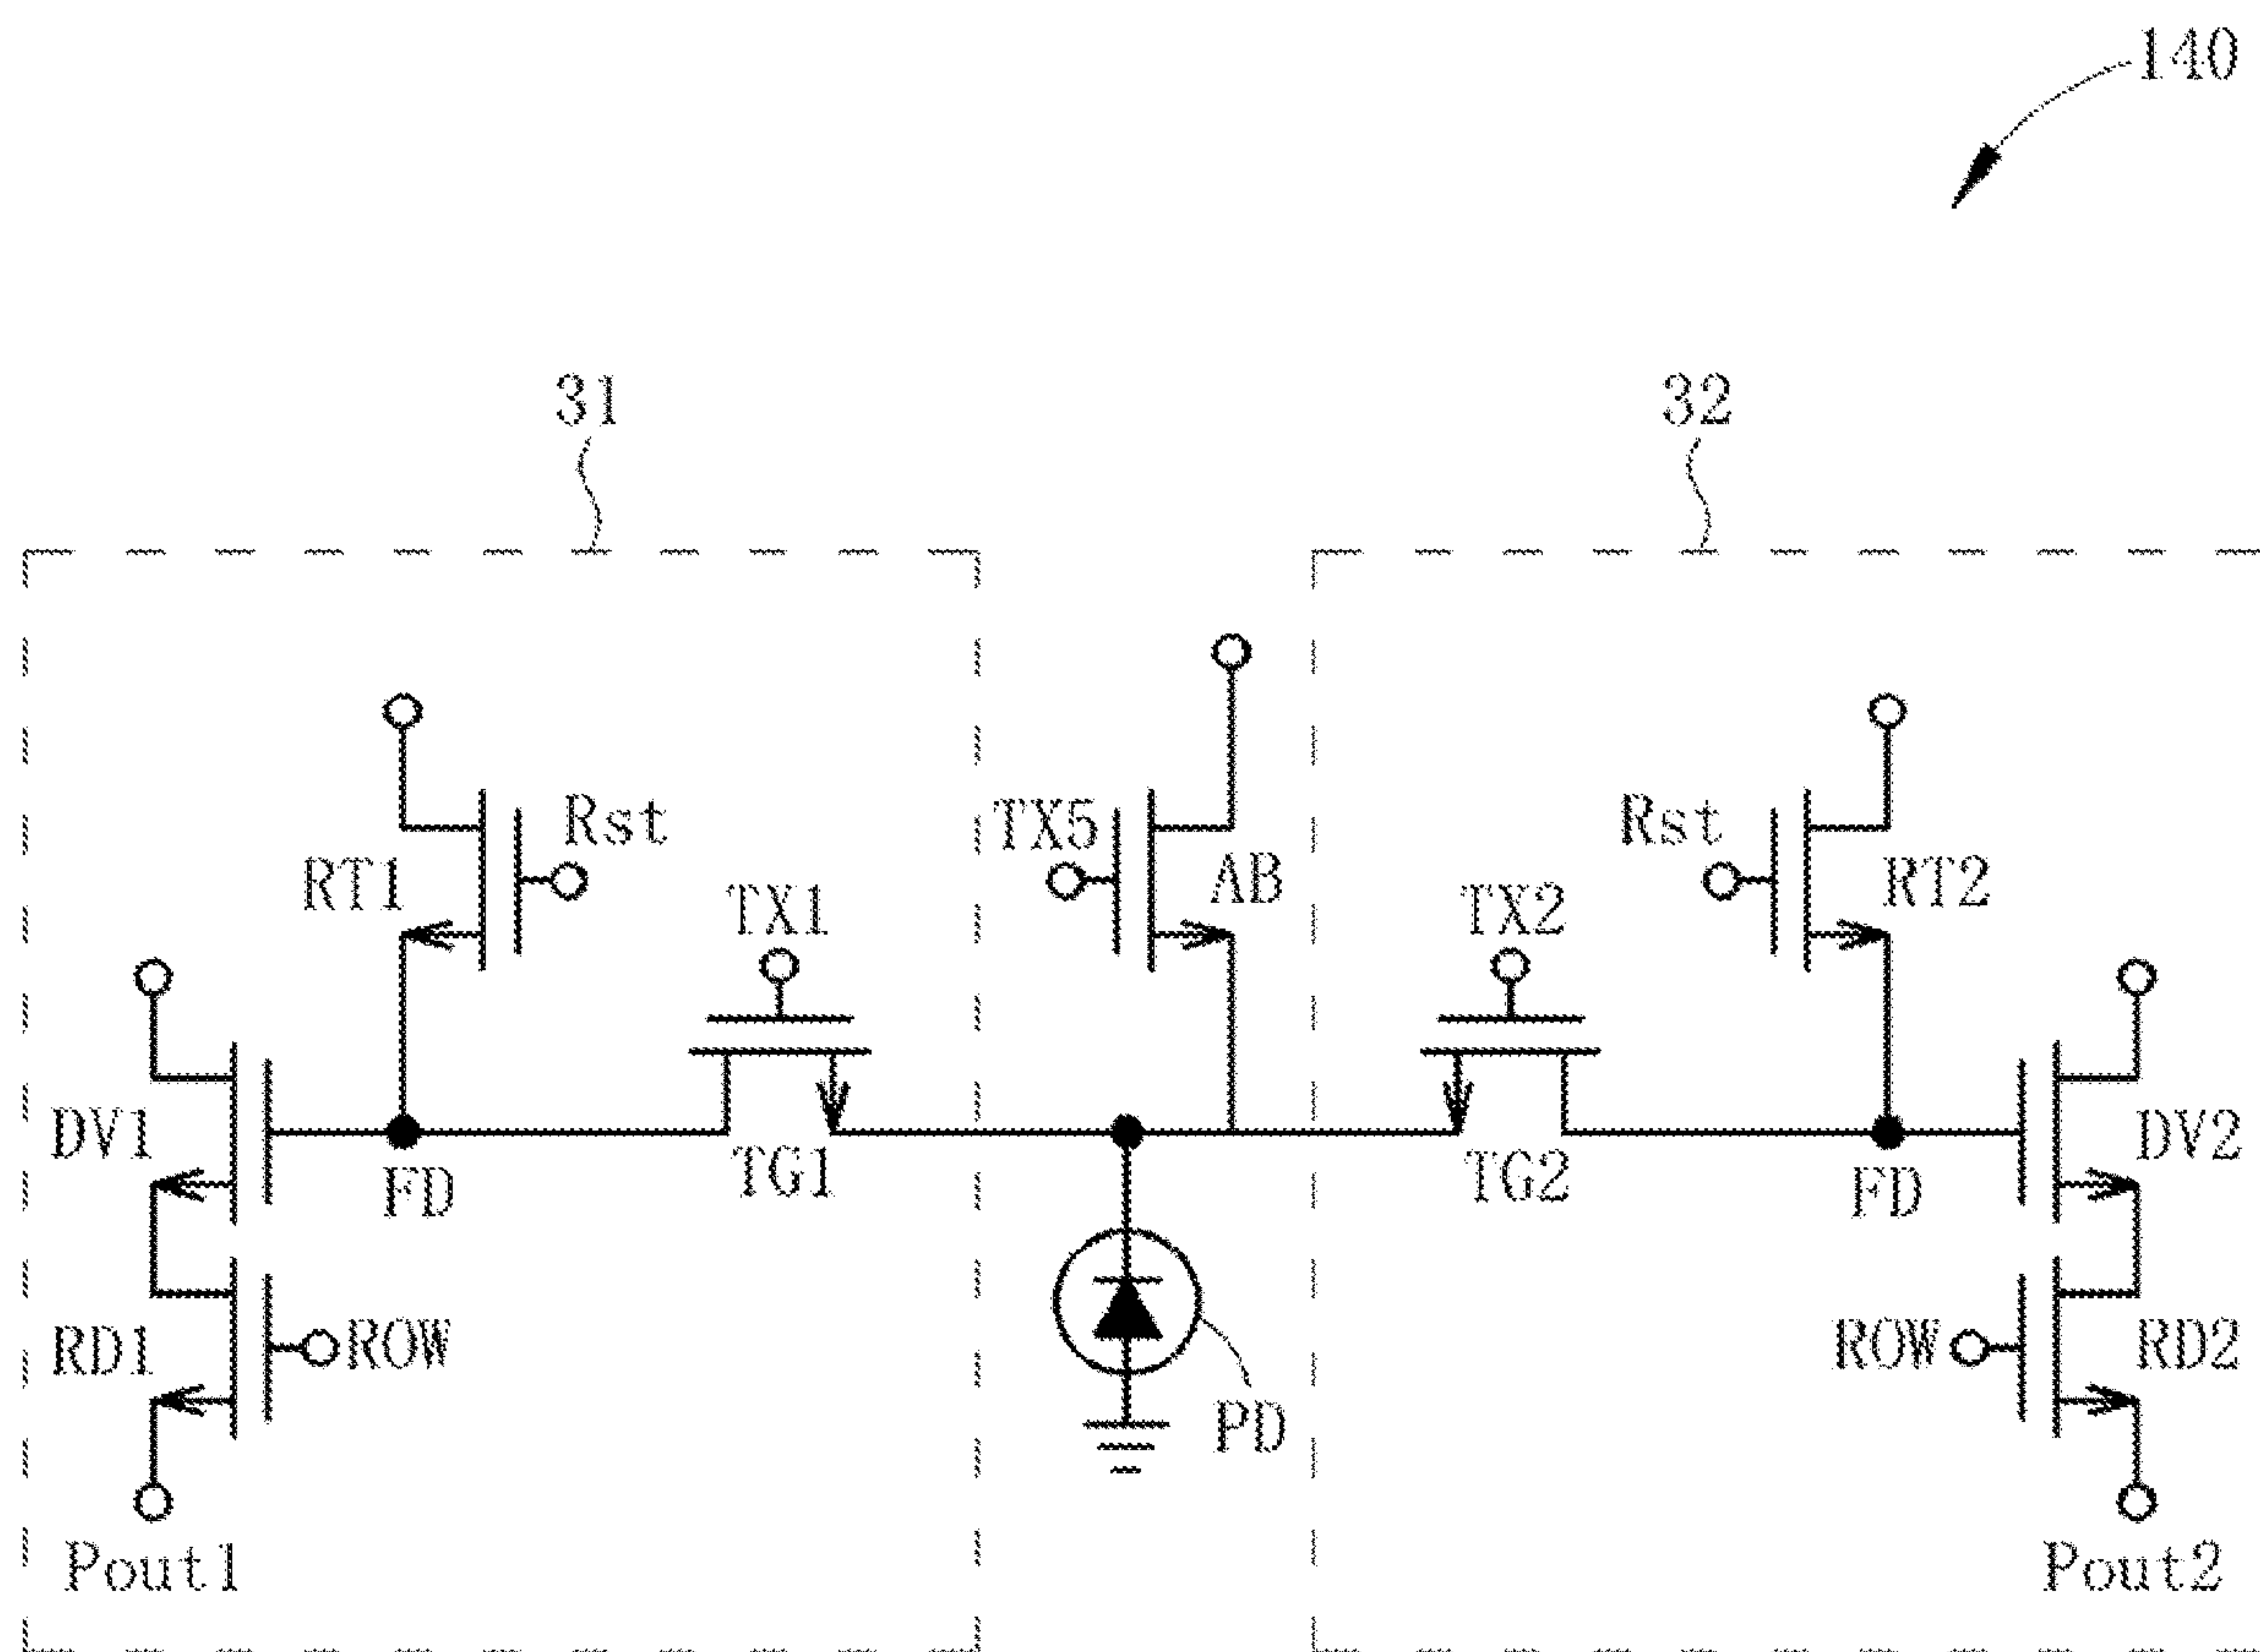 140
31
32
Rst
TX5
Rst
RT1
AB
RT2
TX1
TX2
DV1
FD
TG1
TG2
FD
DV2
RD1
ROW
ROW
RD2
PD
Pout1
Pout2